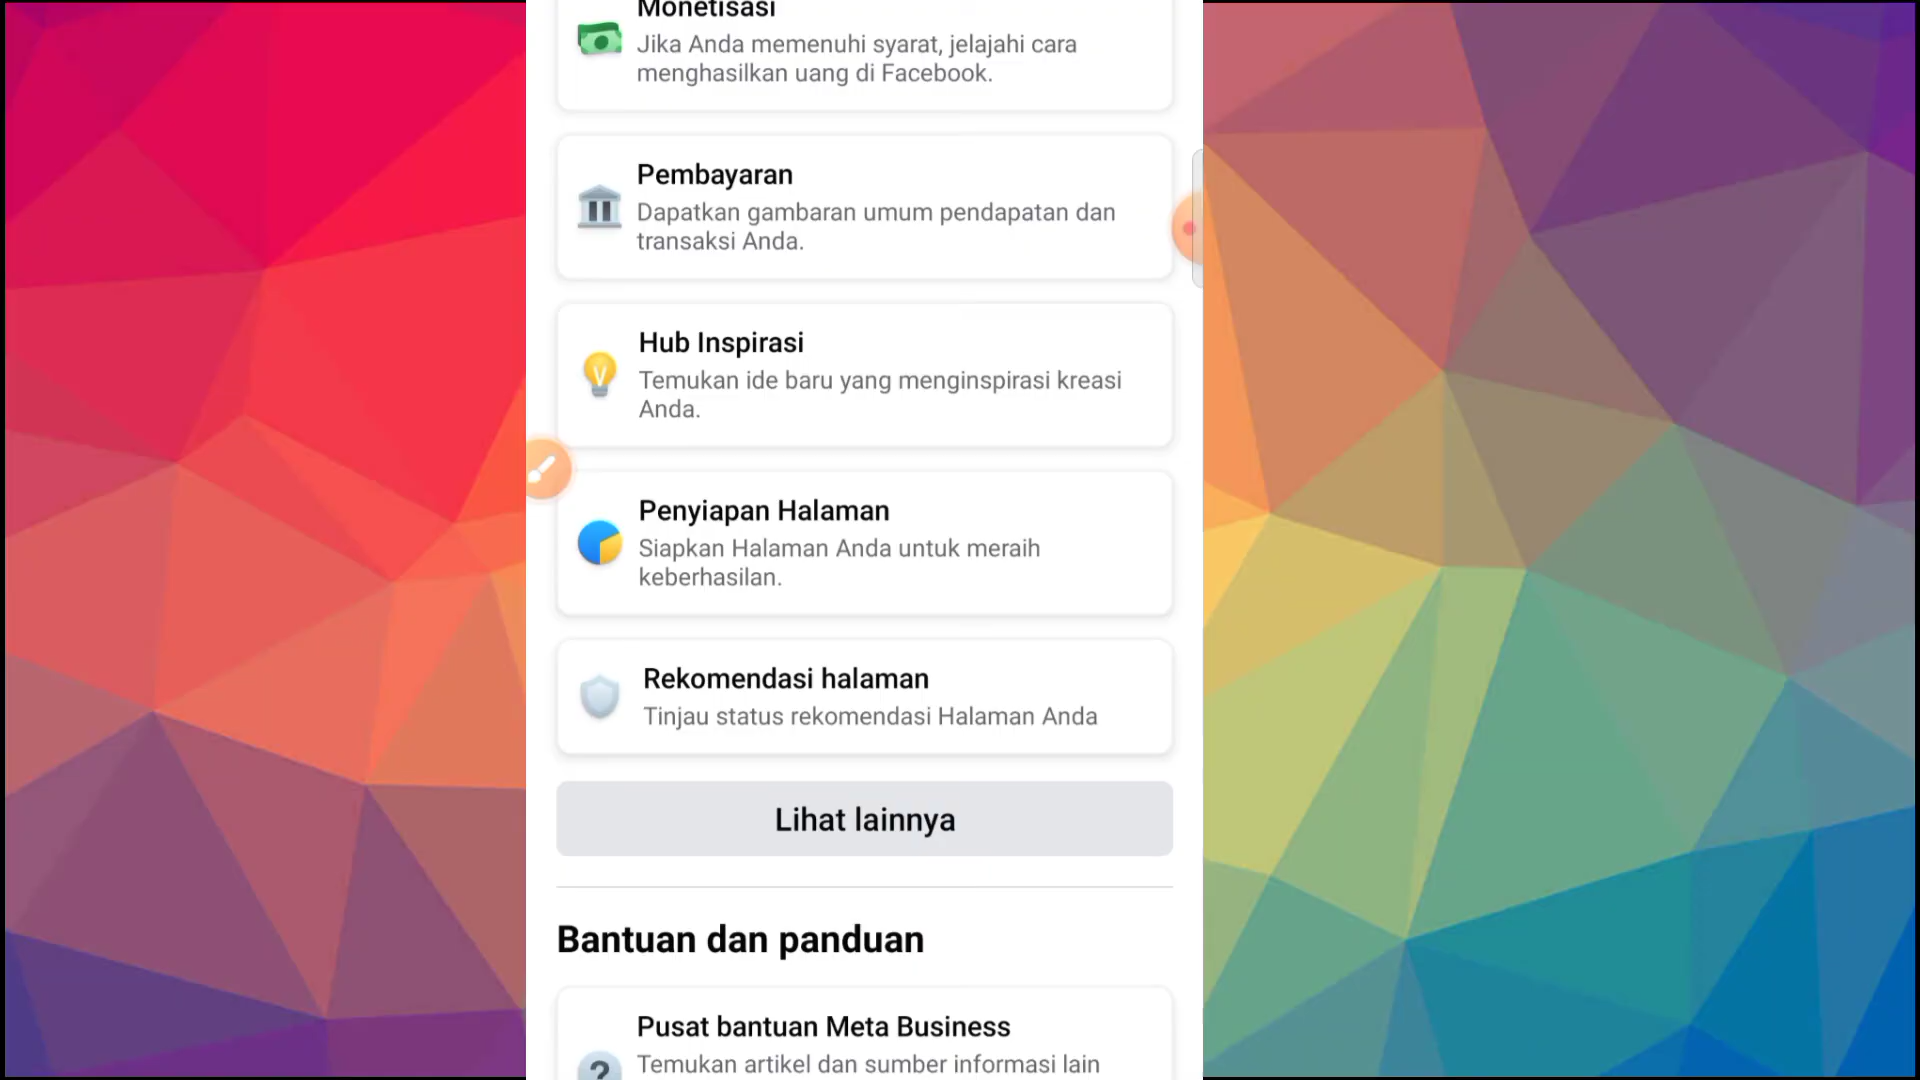 Monetisasi
Jika Anda memenuhi syarat, jelajahi cara
menghasilkan uang di Facebook.
Pembayaran
Dapatkan gambaran umum pendapatan dan
transaksi Anda.
Hub Inspirasi
Temukan ide baru yang menginspirasi kreasi
Anda.
Penyiapan Halaman
Siapkan Halaman Anda untuk meraih
keberhasilan.
Rekomendasi halaman
Tinjau status rekomendasi Halaman Anda
Lihat lainnya
Bantuan dan panduan
Pusat bantuan Meta Business
Temukan artikel dan sumber informasi lain